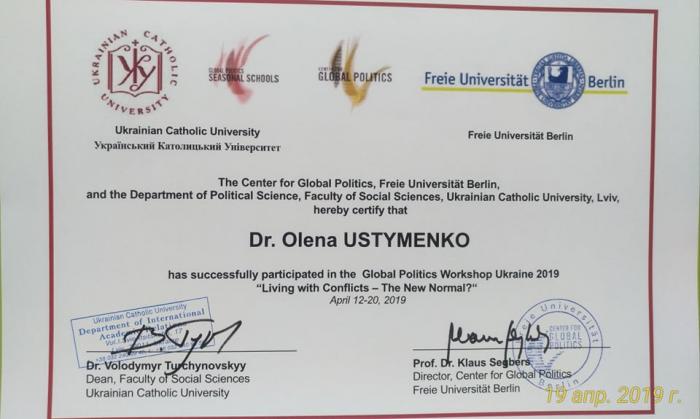 UKRAINIAN CATHOLIC UNIVERSITY
GLOBAL POLITICS
SEASONAL SCHOOLS
GLOBAL POLITICS
Freie Universität Berlin
Ukrainian Catholic University
Український Католицький Університет
Freie Universität Berlin
The Center for Global Politics, Freie Universität Berlin,
and the Department of Political Science, Faculty of Social Sciences, Ukrainian Catholic University, Lviv,
hereby certify that
Dr. Olena USTYMENKO
has successfully participated in the Global Politics Workshop Ukraine 2019
“Living with Conflicts – The New Normal?“
April 12-20, 2019
Ukrainian Catholic University
Department of International
Academic Relations
Dr. Volodymyr Turchynovskyy
Dean, Faculty of Social Sciences
Ukrainian Catholic University
Freie Universität Berlin
CENTER FOR
GLOBAL
POLITICS
Prof. Dr. Klaus Segbers
Director, Center for Global Politics
Freie Universität Berlin
19 апр. 2019 г.